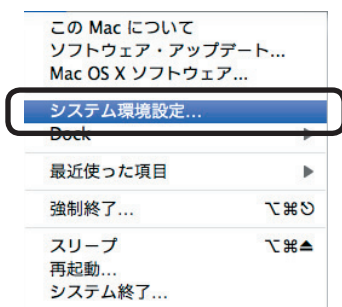 この Mac について
ソフトウェア・アップデート...
Mac OS X ソフトウェア...
システム環境設定...
Dock
最近使った項目
強制終了... ⌥⌘⎋
スリープ ⌥⌘⏏
再起動...
システム終了...